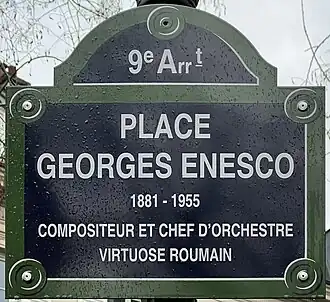 9e Arrt
PLACE
GEORGES ENESCO
1881 - 1955
COMPOSITEUR ET CHEF D'ORCHESTRE
VIRTUOSE ROUMAIN